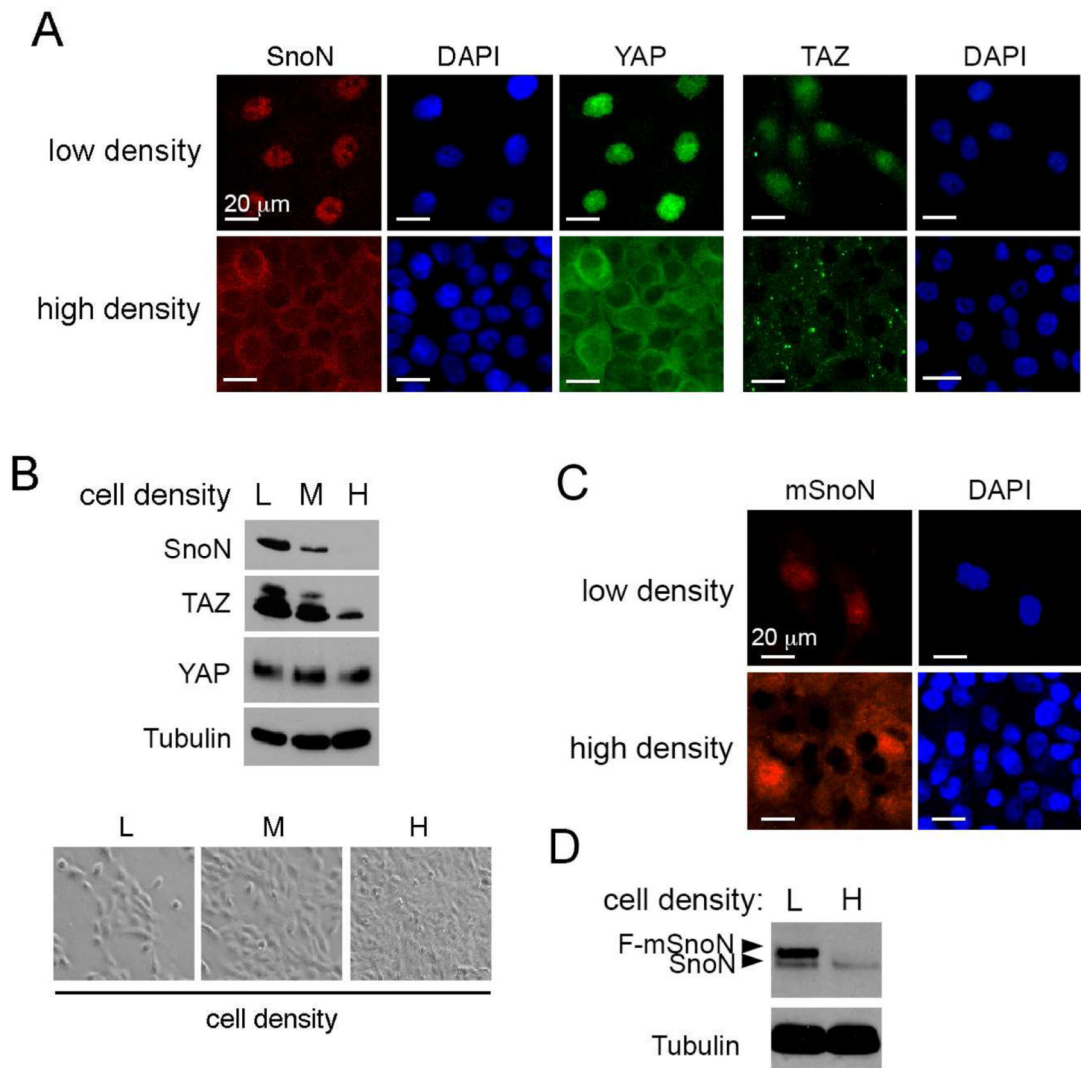 A
SnoN DAPI YAP TAZ DAPI
low density
20 μm
high density
B
cell density L M H
SnoN
TAZ
YAP
Tubulin
L M H
cell density
C
mSnoN DAPI
low density
20 μm
high density
D
cell density: L H
F-mSnoN
SnoN
Tubulin